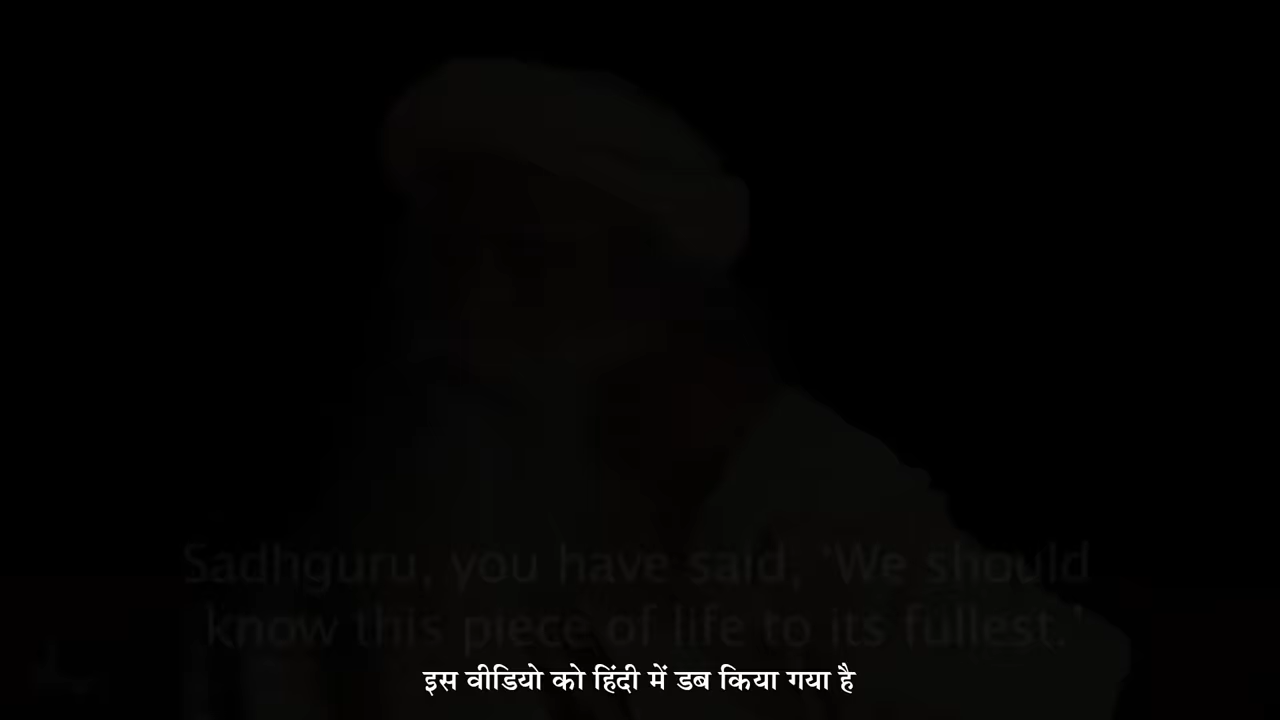 Sadhguru, you have said, 'We should
know this piece of life to its fullest.'
इस वीडियो को हिंदी में डब किया गया है